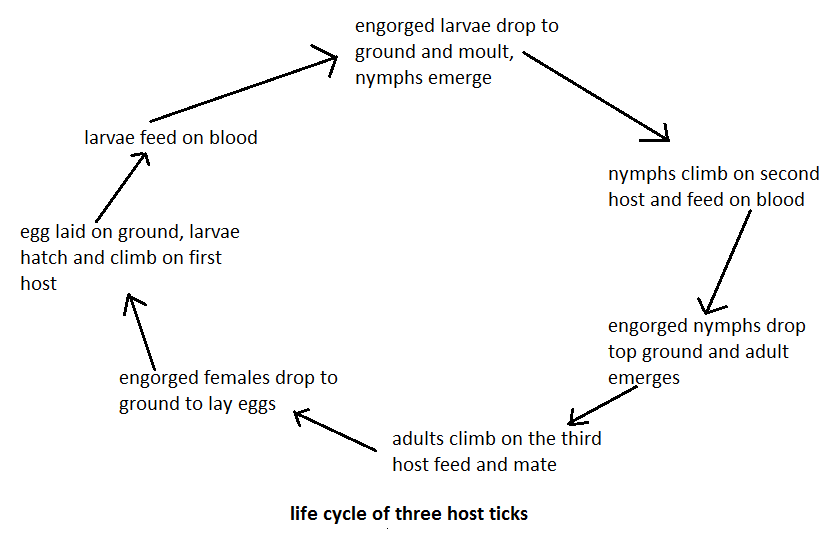 engorged larvae drop to
ground and moult,
nymphs emerge
larvae feed on blood
nymphs climb on second
host and feed on blood
egg laid on ground, larvae
hatch and climb on first
host
engorged nymphs drop
top ground and adult
emerges
engorged females drop to
ground to lay eggs
adults climb on the third
host feed and mate
life cycle of three host ticks